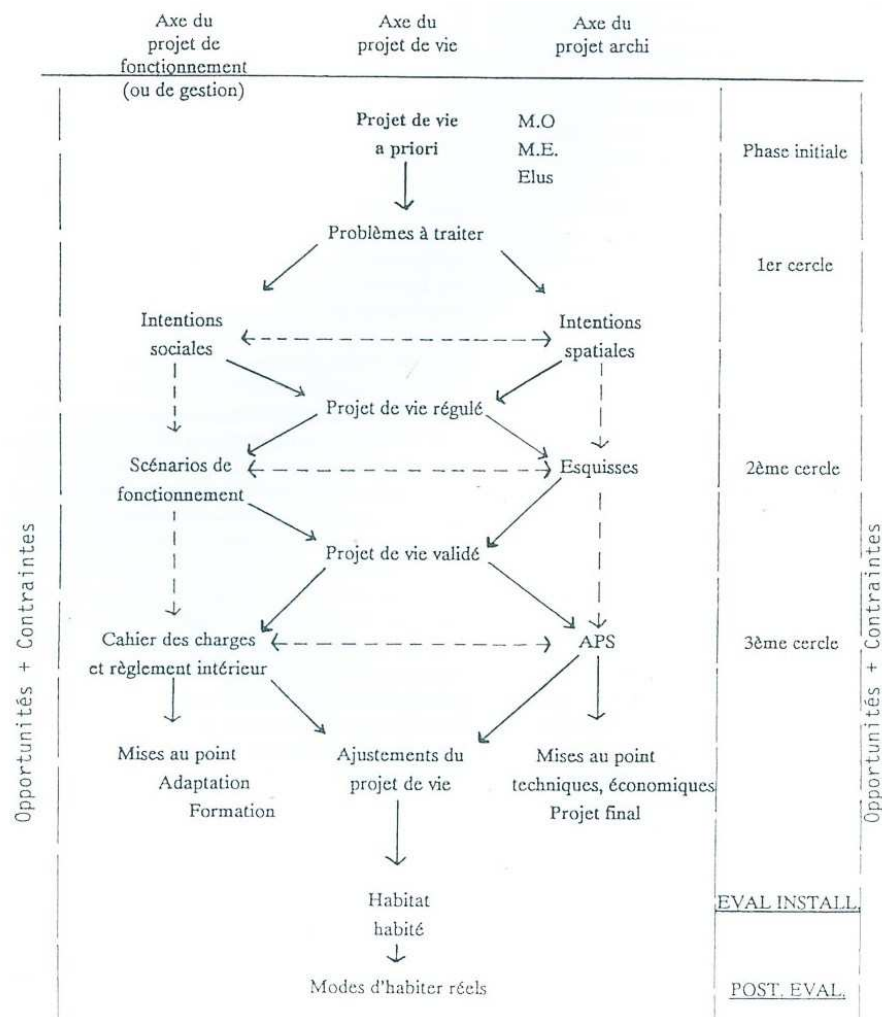 Axe du
projet de
fonctionnement
(ou de gestion)
Axe du
projet de vie
Axe du
projet archi
Projet de vie
a priori
M.O
M.E.
Elus
Phase initiale
Problèmes à traiter
1er cercle
Intentions
sociales
Intentions
spatiales
Projet de vie régulé
Scénarios de
fonctionnement
Esquisses
2ème cercle
Projet de vie validé
Cahier des charges
et règlement intérieur
APS
3ème cercle
Mises au point
Adaptation
Formation
Ajustements du
projet de vie
Mises au point
techniques, économiques
Projet final
Habitat
habité
EVAL INSTALL.
Modes d'habiter réels
POST. EVAL.
Opportunités + Contraintes
Opportunités + Contraintes